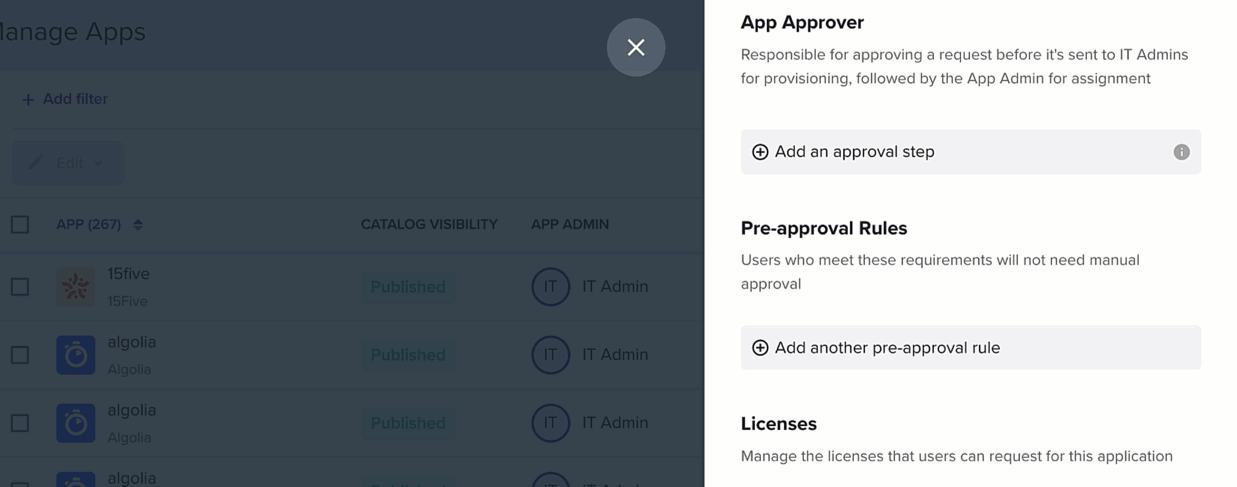 Manage Apps
Add filter
Edit
APP (267)
CATALOG VISIBILITY
APP ADMIN
15five
15Five
Published
IT
IT Admin
algolia
Algolia
Published
IT
IT Admin
algolia
Algolia
Published
IT
IT Admin
algolia
App Approver
Responsible for approving a request before it's sent to IT Admins
for provisioning, followed by the App Admin for assignment
Add an approval step
Pre-approval Rules
Users who meet these requirements will not need manual
approval
Add another pre-approval rule
Licenses
Manage the licenses that users can request for this application